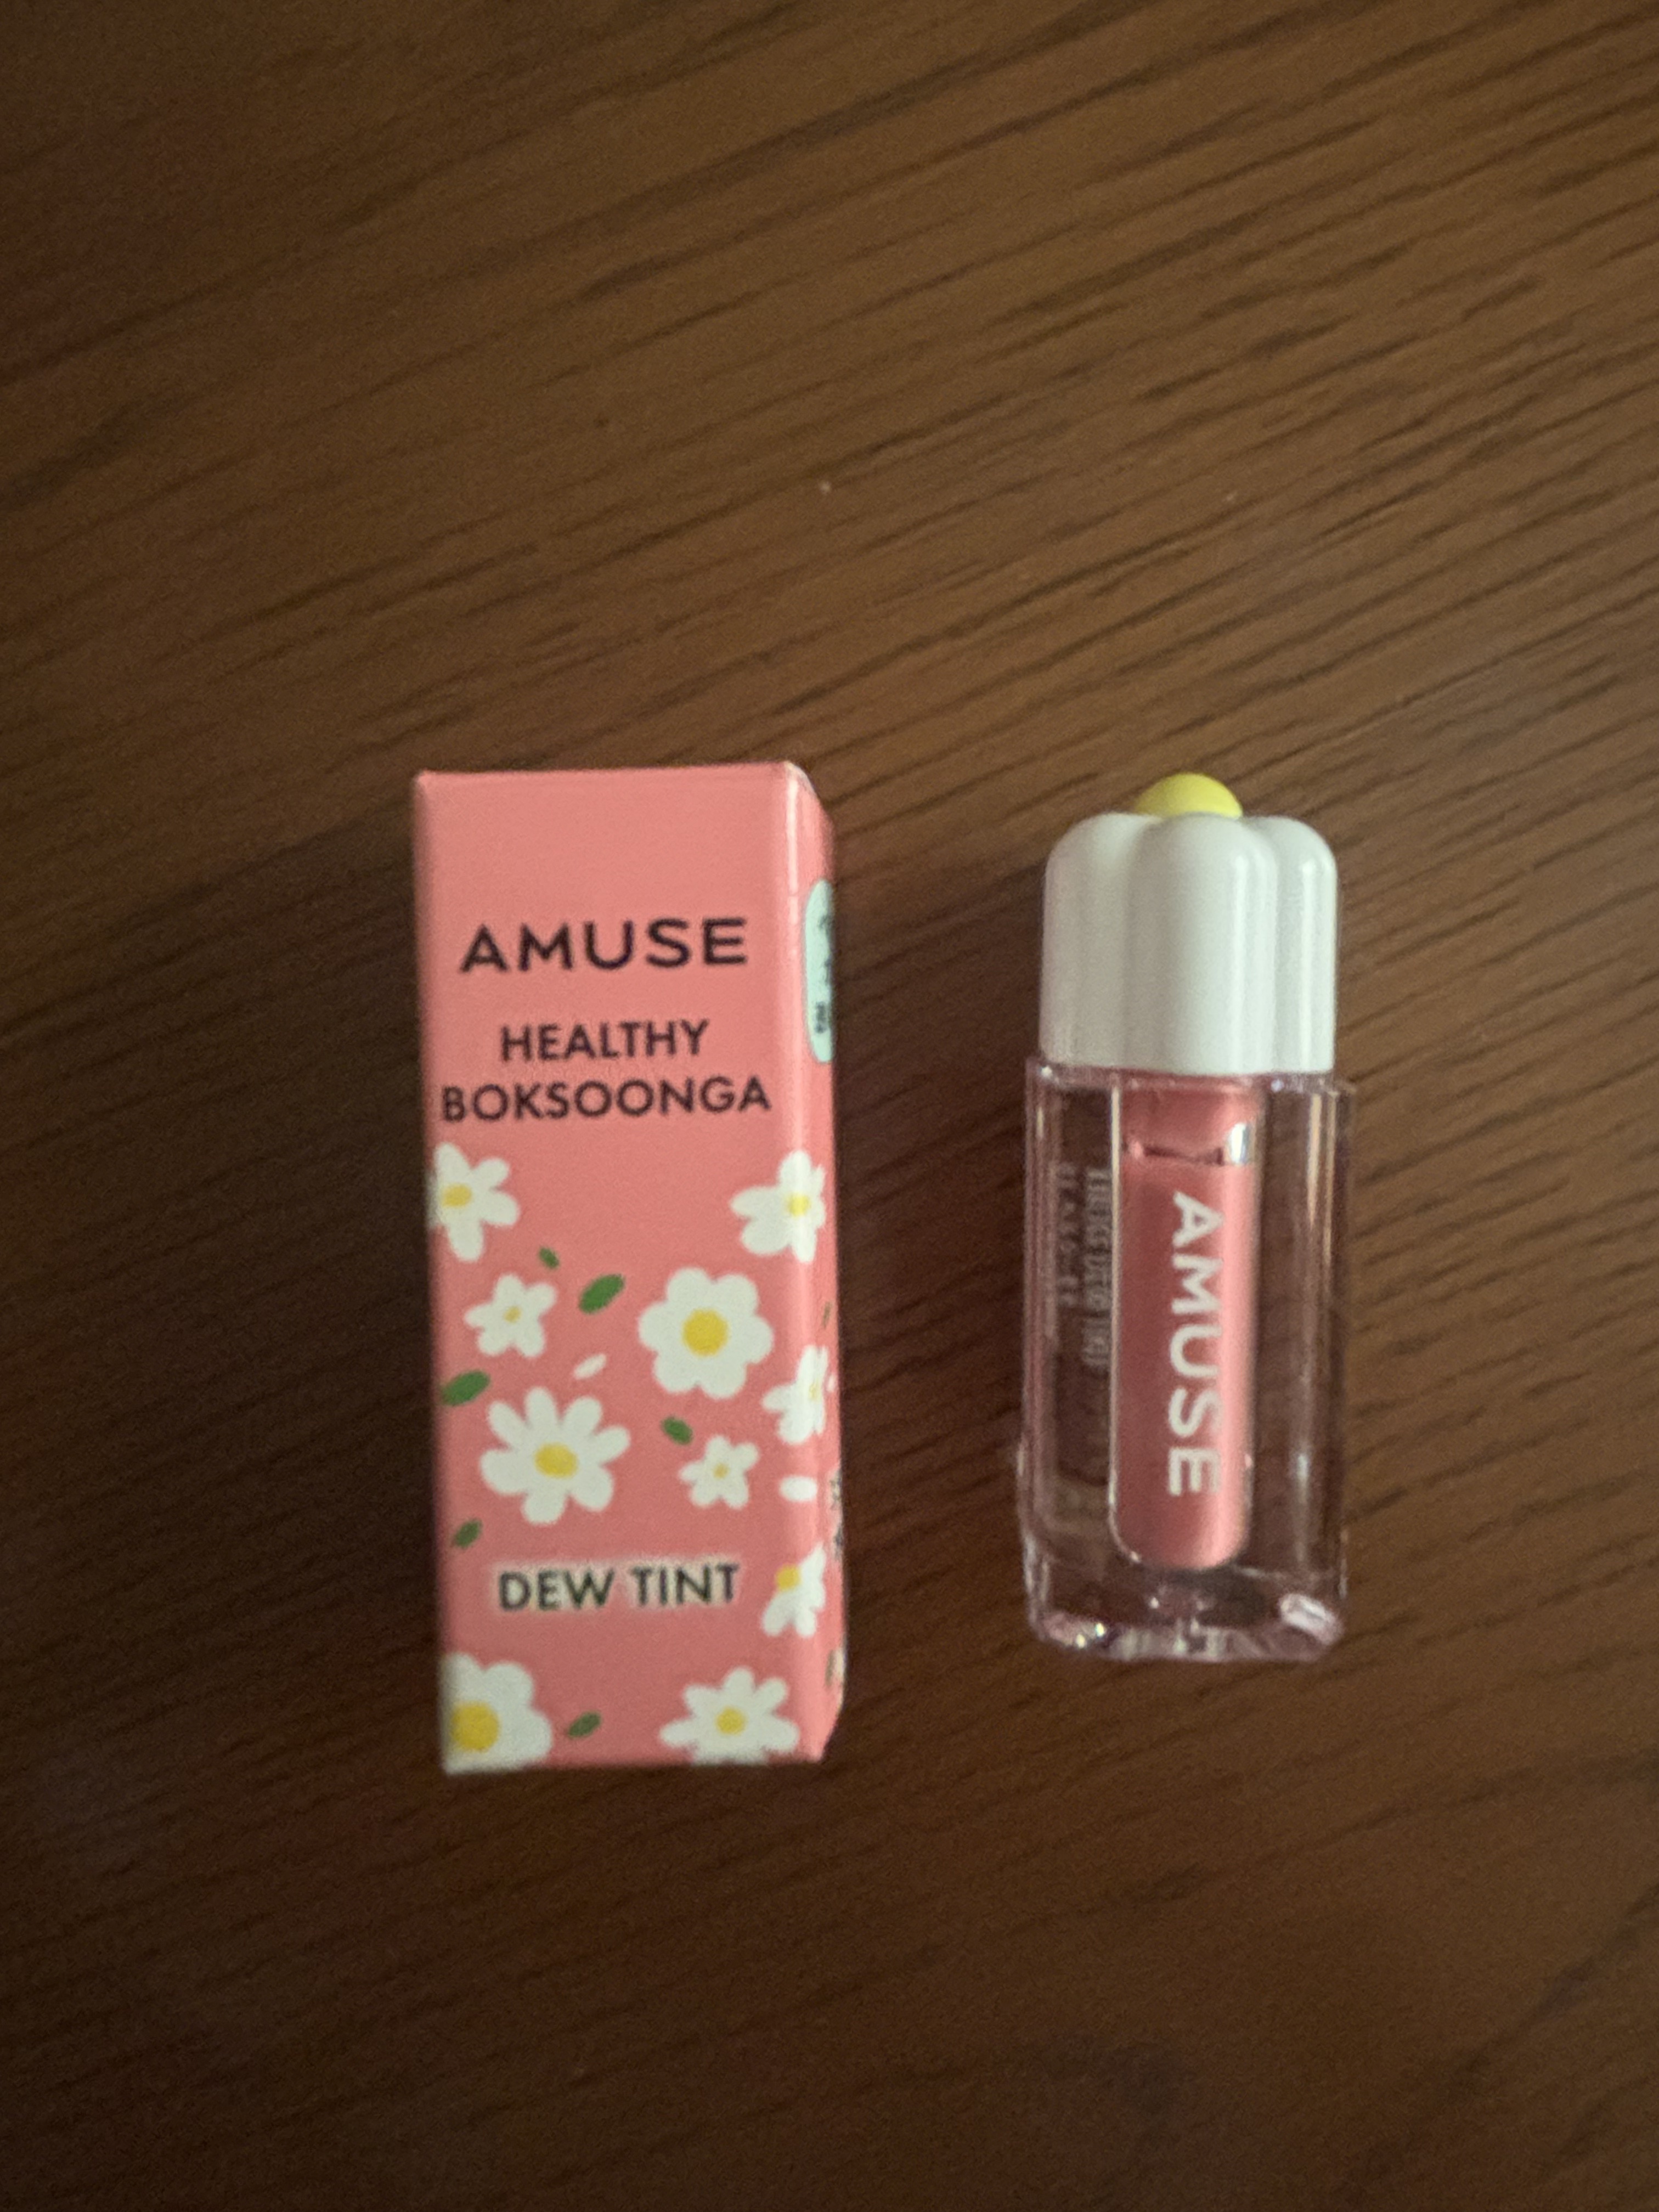 AMUSE
HEALTHY
BOKSOONGA
DEW TINT
AMUSE